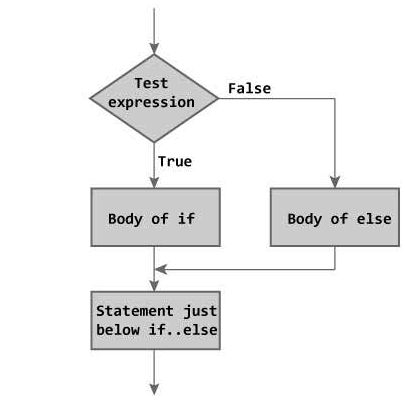 Test
expression
False
True
Body of if
Body of else
Statement just
below if..else